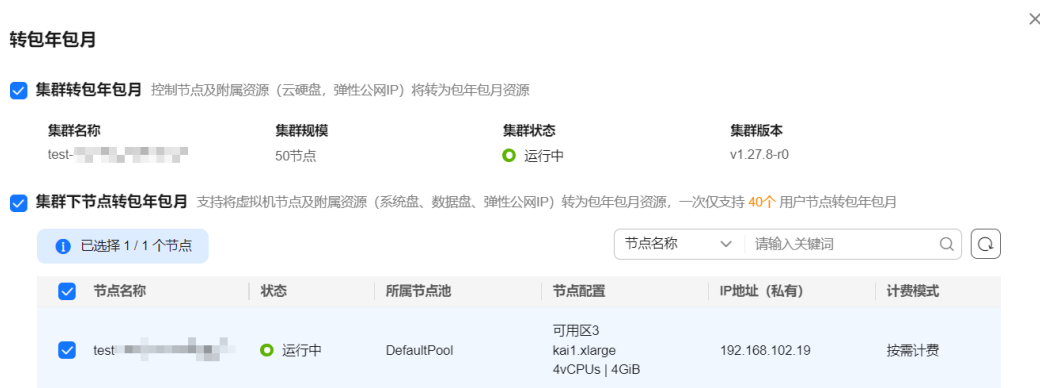 转包年包月
集群转包年包月 控制节点及附属资源（云硬盘，弹性公网IP）将转为包年包月资源
集群名称 集群规模 集群状态 集群版本
test- 50节点 运行中 v1.27.8-r0
集群下节点转包年包月 支持将虚拟机节点及附属资源（系统盘、数据盘、弹性公网IP）转为包年包月资源，一次仅支持 40个 用户节点转包年包月
已选择 1 / 1 个节点 节点名称 请输入关键词
节点名称 状态 所属节点池 节点配置 IP地址（私有） 计费模式
可用区3
test 运行中 DefaultPool kai1.xlarge 192.168.102.19 按需计费
4vCPUs | 4GiB